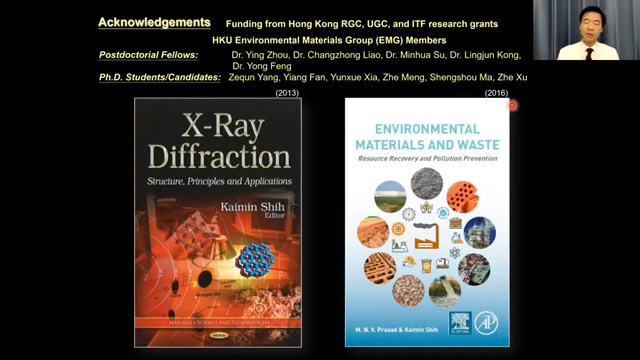 Acknowledgements Funding from Hong Kong RGC, UGC, and ITF research grants
HKU Environmental Materials Group (EMG) Members
Postdoctorial Fellows: Dr. Ying Zhou, Dr. Changzhong Liao, Dr. Minhua Su, Dr. Lingjun Kong,
Dr. Yong Feng
Ph.D. Students/Candidates: Zequn Yang, Yiang Fan, Yunxue Xia, Zhe Meng, Shengshou Ma, Zhe Xu
(2013)
X-Ray
Diffraction
Structure, Principles and Applications
Kaimin Shih
Editor
MATERIALS SCIENCE AND TECHNOLOGIES
(2016)
ENVIRONMENTAL
MATERIALS AND WASTE
Resource Recovery and Pollution Prevention
M. N. V. Prasad & Kaimin Shih
ELSEVIER